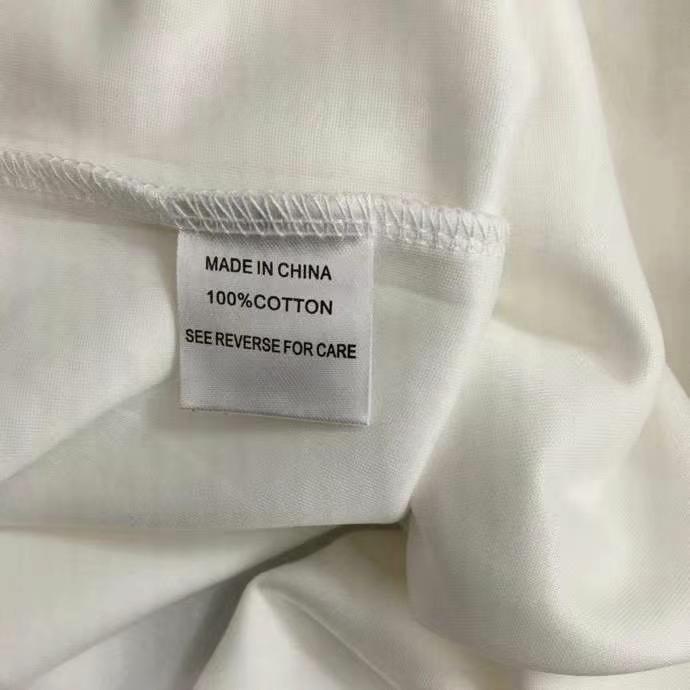 MADE IN CHINA
100%COTTON
SEE REVERSE FOR CARE